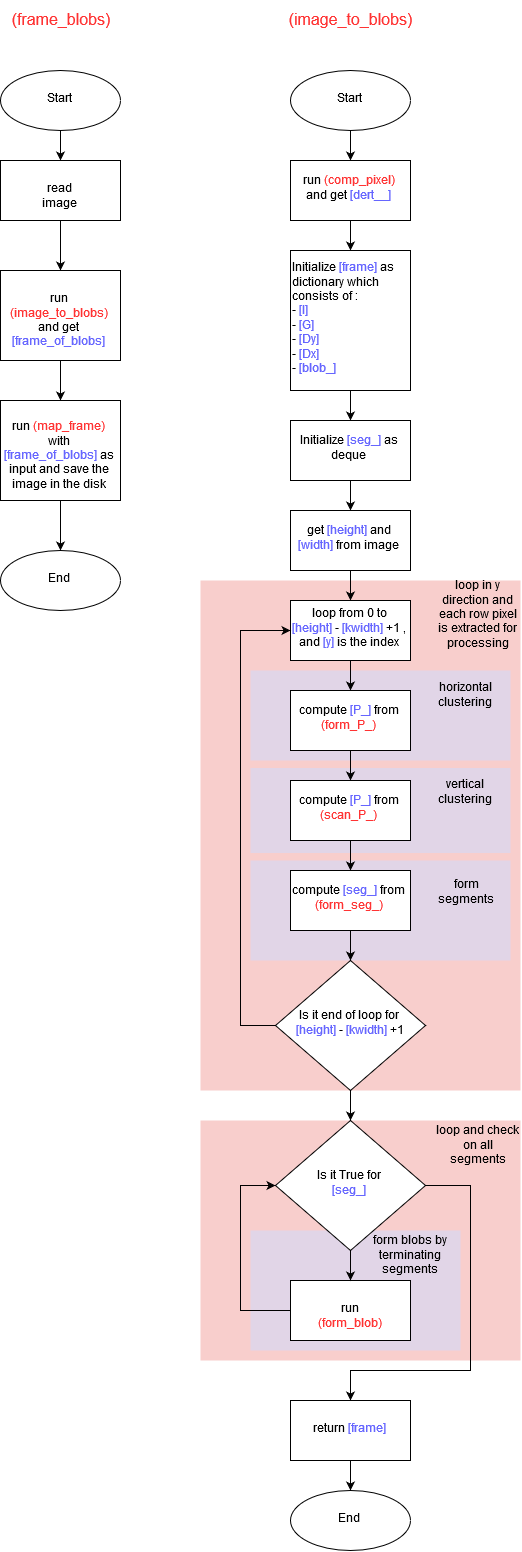 (frame_blobs)
Start
read
image
run
(image_to_blobs)
and get
[frame_of_blobs]
run (map_frame)
with
[frame_of_blobs] as
input and save the
image in the disk
End
(image_to_blobs)
Start
run (comp_pixel)
and get [dert__]
Initialize [frame] as
dictionary which
consists of :
- [I]
- [G]
- [Dy]
- [Dx]
- [blob_]
Initialize [seg_] as
deque
get [height] and
[width] from image
loop in y
direction and
each row pixel
is extracted for
processing
loop from 0 to
[height] - [kwidth] +1 ,
and [y] is the index
horizontal
clustering
compute [P_] from
(form_P_)
vertical
clustering
compute [P_] from
(scan_P_)
form
segments
compute [seg_] from
(form_seg_)
Is it end of loop for
[height] - [kwidth] +1
loop and check
on all
segments
Is it True for
[seg_]
form blobs by
terminating
segments
run
(form_blob)
return [frame]
End